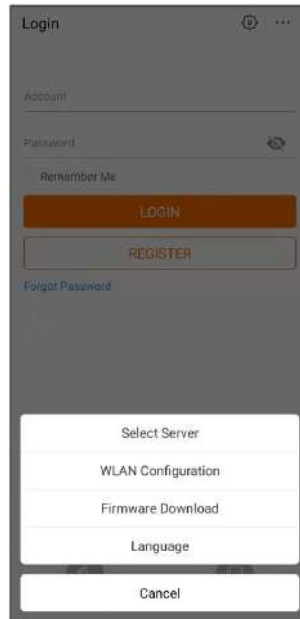 Login
Account
Password
Remember Me
LOGIN
REGISTER
Forgot Password
Select Server
WLAN Configuration
Firmware Download
Language
Cancel